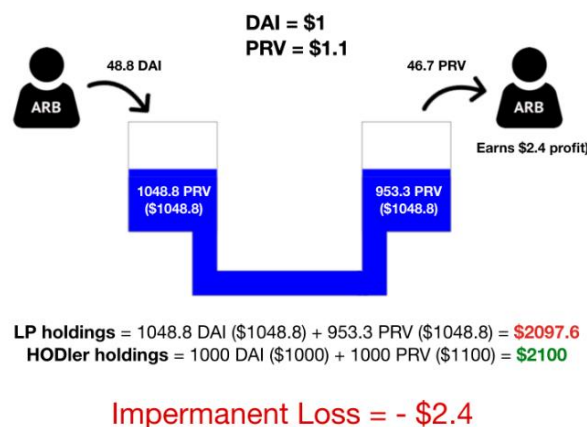 DAI = $1
PRV = $1.1
48.8 DAI
46.7 PRV
ARB
ARB
Earns $2.4 profit)
1048.8 PRV
($1048.8)
953.3 PRV
($1048.8)
LP holdings = 1048.8 DAI ($1048.8) + 953.3 PRV ($1048.8) = $2097.6
HODler holdings = 1000 DAI ($1000) + 1000 PRV ($1100) = $2100
Impermanent Loss = - $2.4